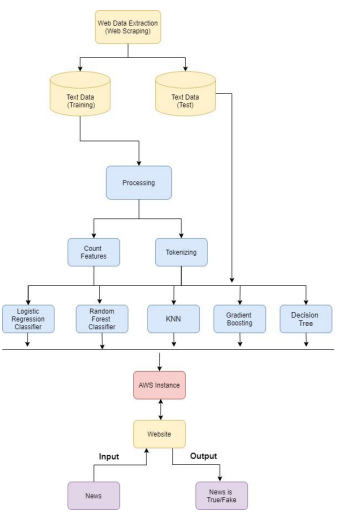 Web Data Extraction
(Web Scraping)
Text Data
(Training)
Text Data
(Test)
Processing
Count
Features
Tokenizing
Logistic
Regression
Classifier
Random
Forest
Classifier
KNN
Gradient
Boosting
Decision
Tree
AWS Instance
Website
Input
Output
News
News is
True/Fake